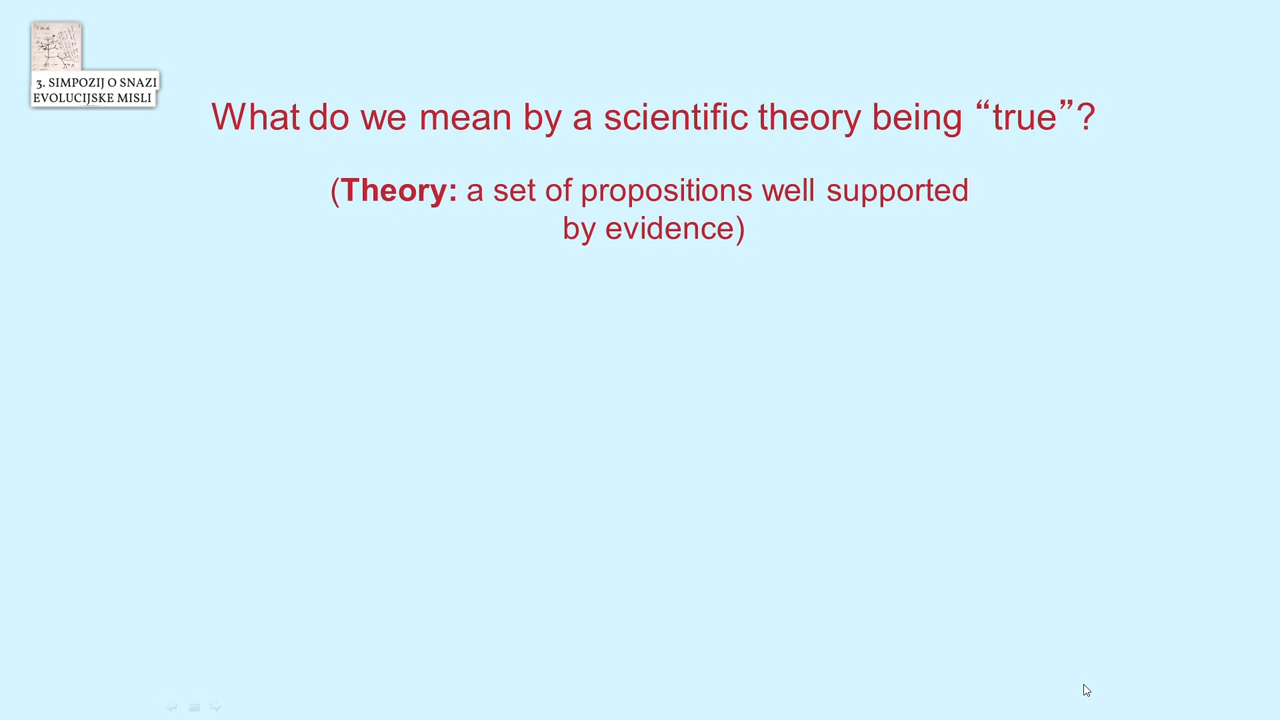 3. SIMPOZIJ O SNAZI
EVOLUCIJSKE MISLI
What do we mean by a scientific theory being “true”?
(Theory: a set of propositions well supported
by evidence)